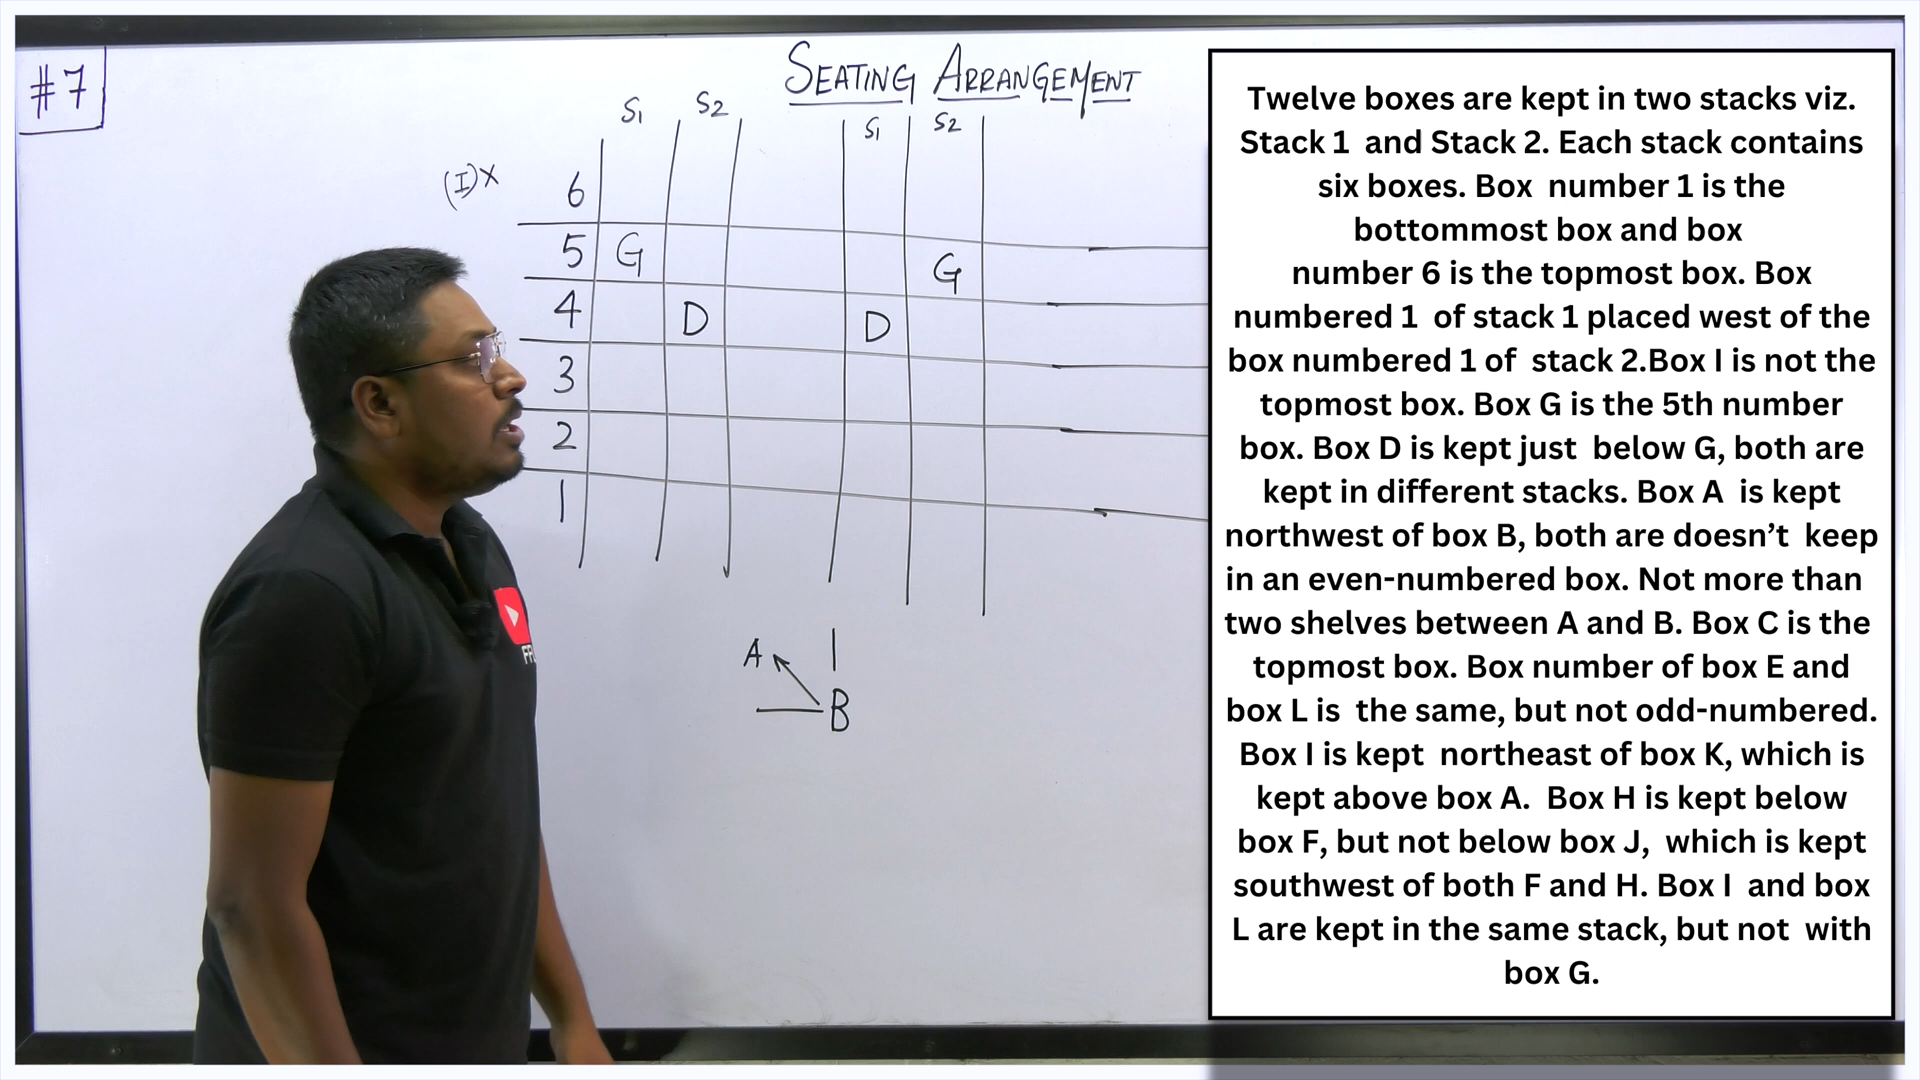 #7
SEATING ARRANGEMENT
S1 S2
S1 S2
(I)X
6
5 G G
4 D D
3
2
1
A
B
FF
Twelve boxes are kept in two stacks viz.
Stack 1 and Stack 2. Each stack contains
six boxes. Box number 1 is the
bottommost box and box
number 6 is the topmost box. Box
numbered 1 of stack 1 placed west of the
box numbered 1 of stack 2.Box I is not the
topmost box. Box G is the 5th number
box. Box D is kept just below G, both are
kept in different stacks. Box A is kept
northwest of box B, both are doesn’t keep
in an even-numbered box. Not more than
two shelves between A and B. Box C is the
topmost box. Box number of box E and
box L is the same, but not odd-numbered.
Box I is kept northeast of box K, which is
kept above box A. Box H is kept below
box F, but not below box J, which is kept
southwest of both F and H. Box I and box
L are kept in the same stack, but not with
box G.